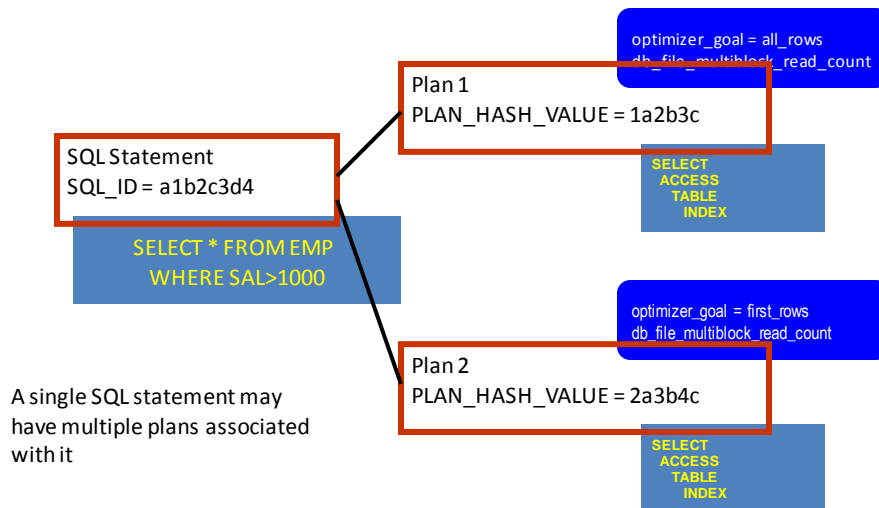 optimizer_goal = all_rows
db_file_multiblock_read_count
Plan 1
PLAN_HASH_VALUE = 1a2b3c
SQL Statement
SQL_ID = a1b2c3d4
SELECT
ACCESS
TABLE
INDEX
SELECT * FROM EMP
WHERE SAL>1000
optimizer_goal = first_rows
db_file_multiblock_read_count
Plan 2
PLAN_HASH_VALUE = 2a3b4c
A single SQL statement may
have multiple plans associated
with it
SELECT
ACCESS
TABLE
INDEX